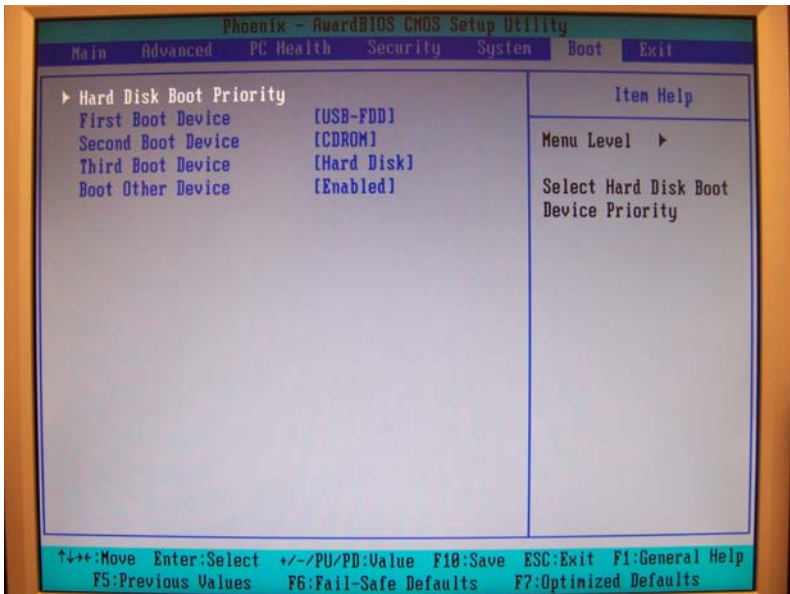 Phoenix - AwardBIOS CMOS Setup Utility
Main Advanced PC Health Security System Boot Exit
▶ Hard Disk Boot Priority
First Boot Device [USB-FDD]
Second Boot Device [CDROM]
Third Boot Device [Hard Disk]
Boot Other Device [Enabled]
Item Help
Menu Level ▶
Select Hard Disk Boot
Device Priority
↑↓→←:Move Enter:Select +/-/PU/PD:Value F10:Save ESC:Exit F1:General Help
F5:Previous Values F6:Fail-Safe Defaults F7:Optimized Defaults